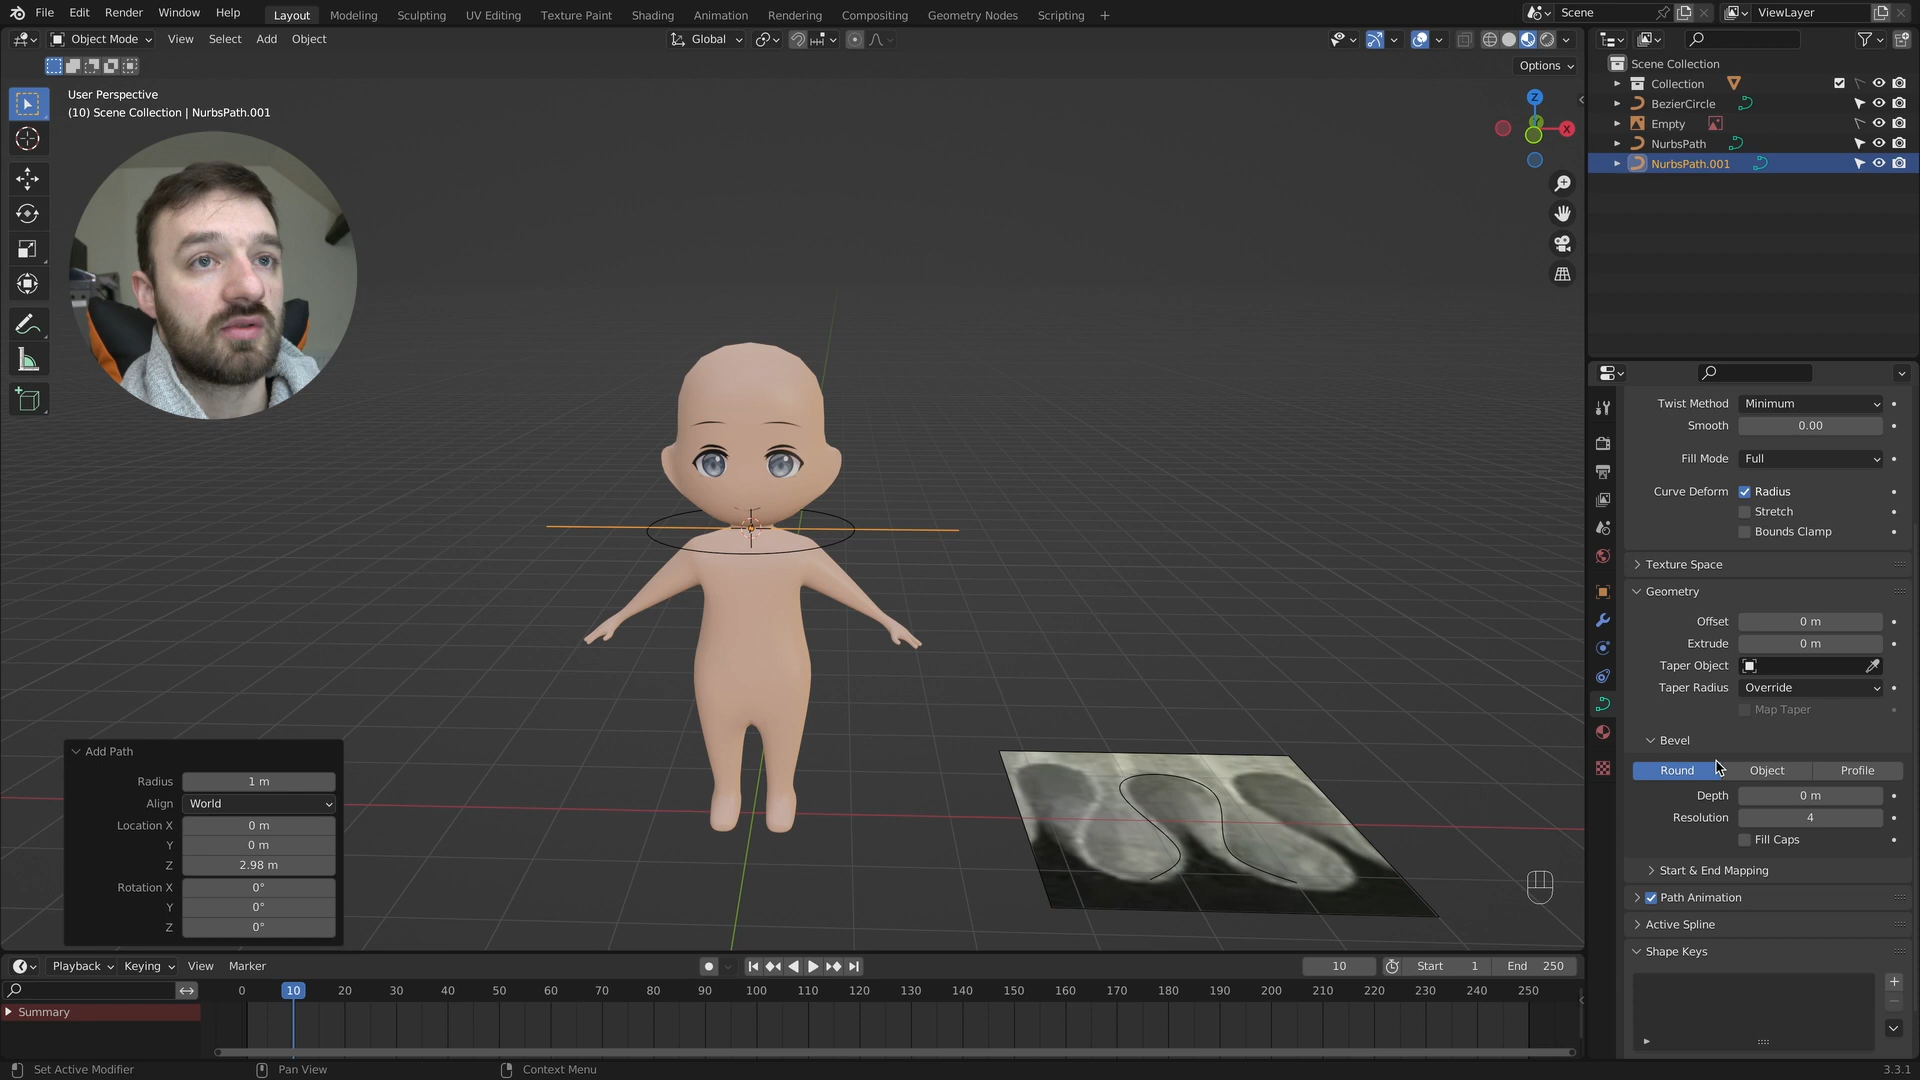 File Edit Render Window Help Layout Modeling Sculpting UV Editing Texture Paint Shading Animation Rendering Compositing Geometry Nodes Scripting + Scene ViewLayer
Object Mode View Select Add Object Global
Options
User Perspective
(10) Scene Collection | NurbsPath.001
Z
X
Scene Collection
Collection
BezierCircle
Empty
NurbsPath
NurbsPath.001
Twist Method Minimum
Smooth 0.00
Fill Mode Full
Curve Deform Radius
Stretch
Bounds Clamp
Texture Space
Geometry
Offset 0 m
Extrude 0 m
Taper Object
Taper Radius Override
Map Taper
Bevel
Round Object Profile
Depth 0 m
Resolution 4
Fill Caps
Start & End Mapping
Path Animation
Active Spline
Shape Keys
Add Path
Radius 1 m
Align World
Location X 0 m
Y 0 m
Z 2.98 m
Rotation X 0°
Y 0°
Z 0°
Playback Keying View Marker 10 Start 1 End 250
0 10 20 30 40 50 60 70 80 90 100 110 120 130 140 150 160 170 180 190 200 210 220 230 240 250
Summary
Set Active Modifier Pan View Context Menu 3.3.1